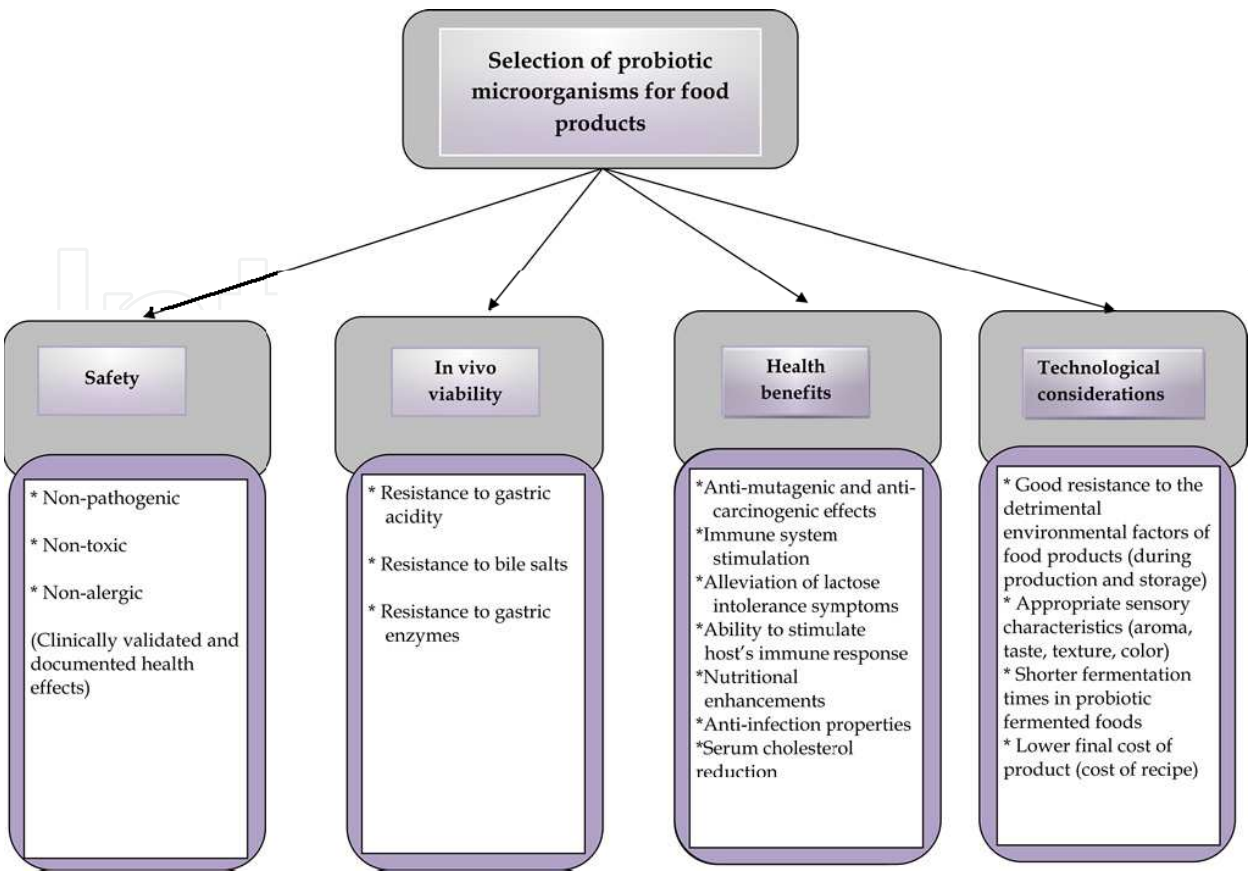 Selection of probiotic
microorganisms for food
products
Safety
* Non-pathogenic
* Non-toxic
* Non-alergic
(Clinically validated and
documented health
effects)
In vivo
viability
* Resistance to gastric
acidity
* Resistance to bile salts
* Resistance to gastric
enzymes
Health
benefits
*Anti-mutagenic and anti-
carcinogenic effects
*Immune system
stimulation
*Alleviation of lactose
intolerance symptoms
*Ability to stimulate
host's immune response
*Nutritional
enhancements
*Anti-infection properties
*Serum cholesterol
reduction
Technological
considerations
* Good resistance to the
detrimental
environmental factors of
food products (during
production and storage)
* Appropriate sensory
characteristics (aroma,
taste, texture, color)
* Shorter fermentation
times in probiotic
fermented foods
* Lower final cost of
product (cost of recipe)